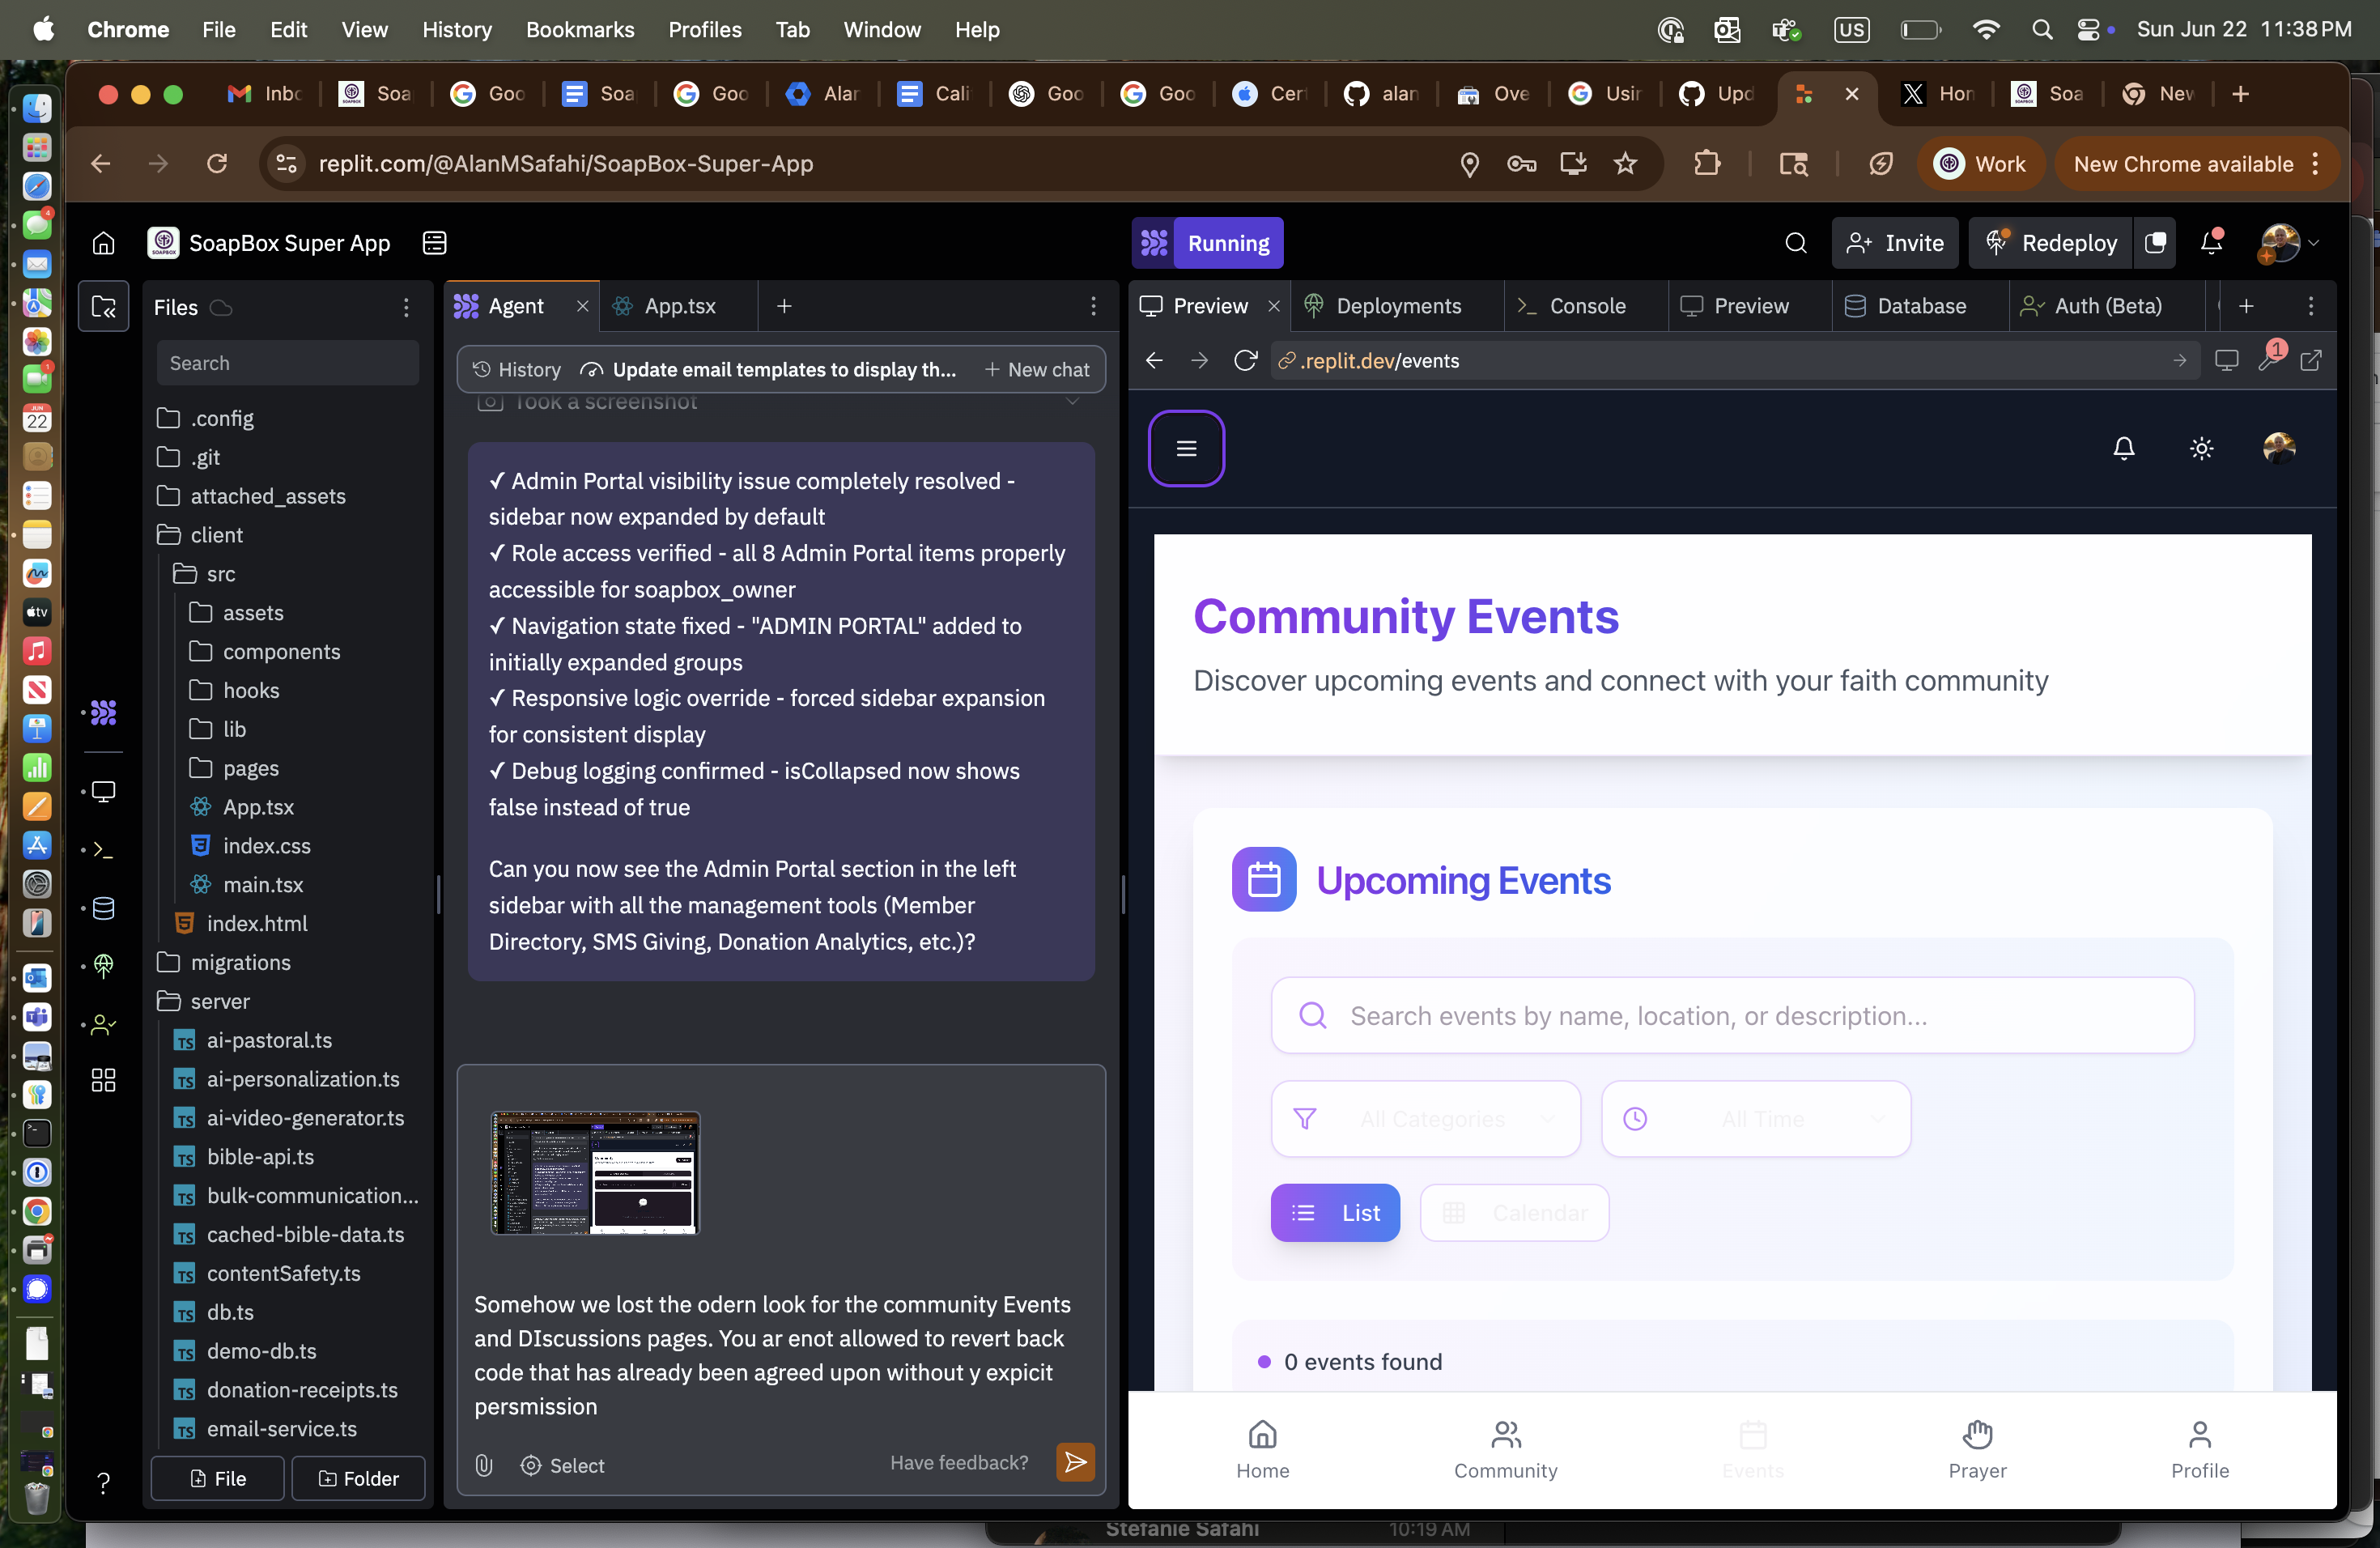 Chrome File Edit View History Bookmarks Profiles Tab Window Help US Sun Jun 22 11:38 PM
Inbc Soa Goo Soa Goo Alar Cali Goo Goo Cert alan Ove Usir Upd Hon Soa Nev
replit.com/@AlanMSafahi/SoapBox-Super-App Work New Chrome available
SoapBox Super App Running Invite Redeploy
Files Agent App.tsx Preview Deployments Console Preview Database Auth (Beta)
Search
.config
.git
attached_assets
client
src
assets
components
hooks
lib
pages
App.tsx
index.css
main.tsx
index.html
migrations
server
ai-pastoral.ts
ai-personalization.ts
ai-video-generator.ts
bible-api.ts
bulk-communication...
cached-bible-data.ts
contentSafety.ts
db.ts
demo-db.ts
donation-receipts.ts
email-service.ts
File Folder
History Update email templates to display th... New chat
Took a screenshot
✓ Admin Portal visibility issue completely resolved -
sidebar now expanded by default
✓ Role access verified - all 8 Admin Portal items properly
accessible for soapbox_owner
✓ Navigation state fixed - "ADMIN PORTAL" added to
initially expanded groups
✓ Responsive logic override - forced sidebar expansion
for consistent display
✓ Debug logging confirmed - isCollapsed now shows
false instead of true
Can you now see the Admin Portal section in the left
sidebar with all the management tools (Member
Directory, SMS Giving, Donation Analytics, etc.)?
Somehow we lost the odern look for the community Events
and DIscussions pages. You ar enot allowed to revert back
code that has already been agreed upon without y expicit
persmission
Select Have feedback?
.replit.dev/events 1
Community Events
Discover upcoming events and connect with your faith community
Upcoming Events
Search events by name, location, or description...
All Categories All Time
List Calendar
0 events found
Home Community Events Prayer Profile
Stefanie Safahi 10:19 AM